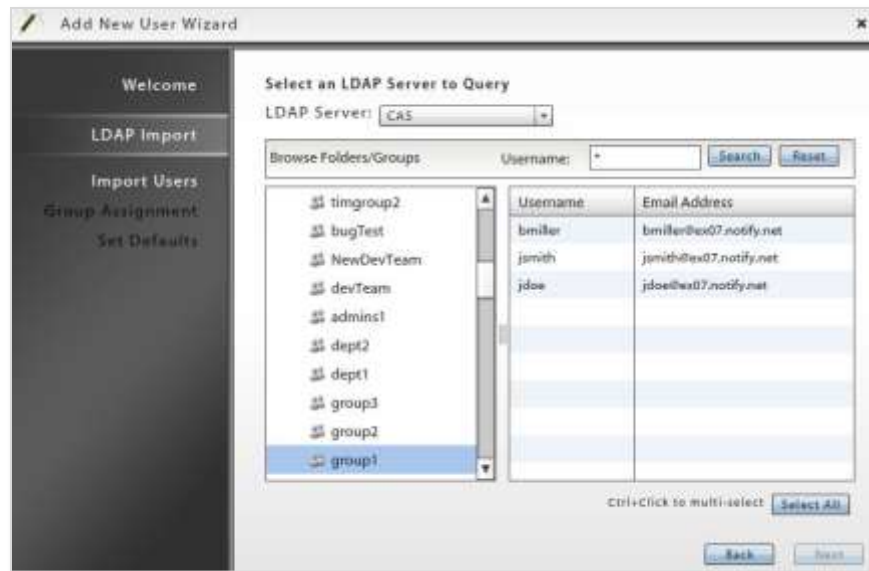 Add New User Wizard
Welcome
LDAP Import
Import Users
Group Assignment
Set Defaults
Select an LDAP Server to Query
LDAP Server: CAS
Browse Folders/Groups Username: * Search Reset
timgroup2
bugTest
NewDevTeam
devTeam
admins1
dept2
dept1
group3
group2
group1
Username Email Address
bmiller bmiller@ex07.notify.net
jsmith jsmith@ex07.notify.net
jdoe jdoe@ex07.notify.net
Ctrl+Click to multi-select Select All
Back Next